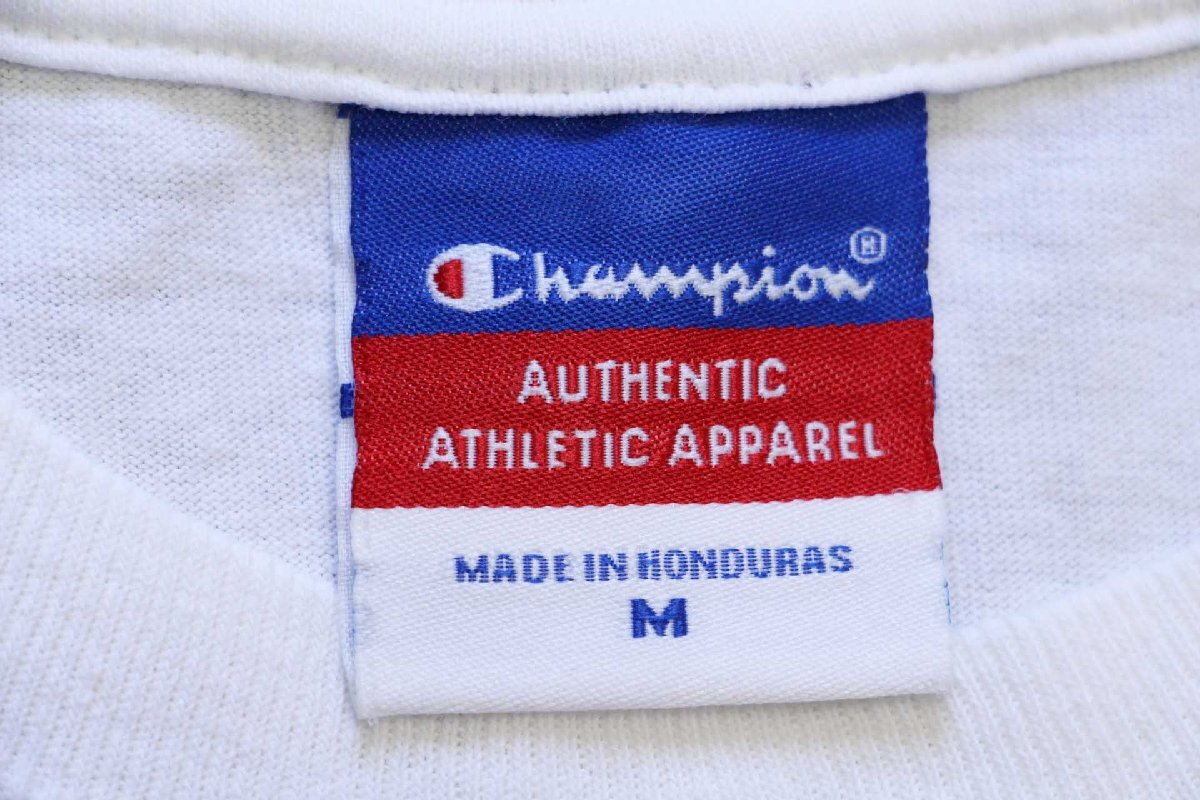 Champion®
AUTHENTIC
ATHLETIC APPAREL
MADE IN HONDURAS
M